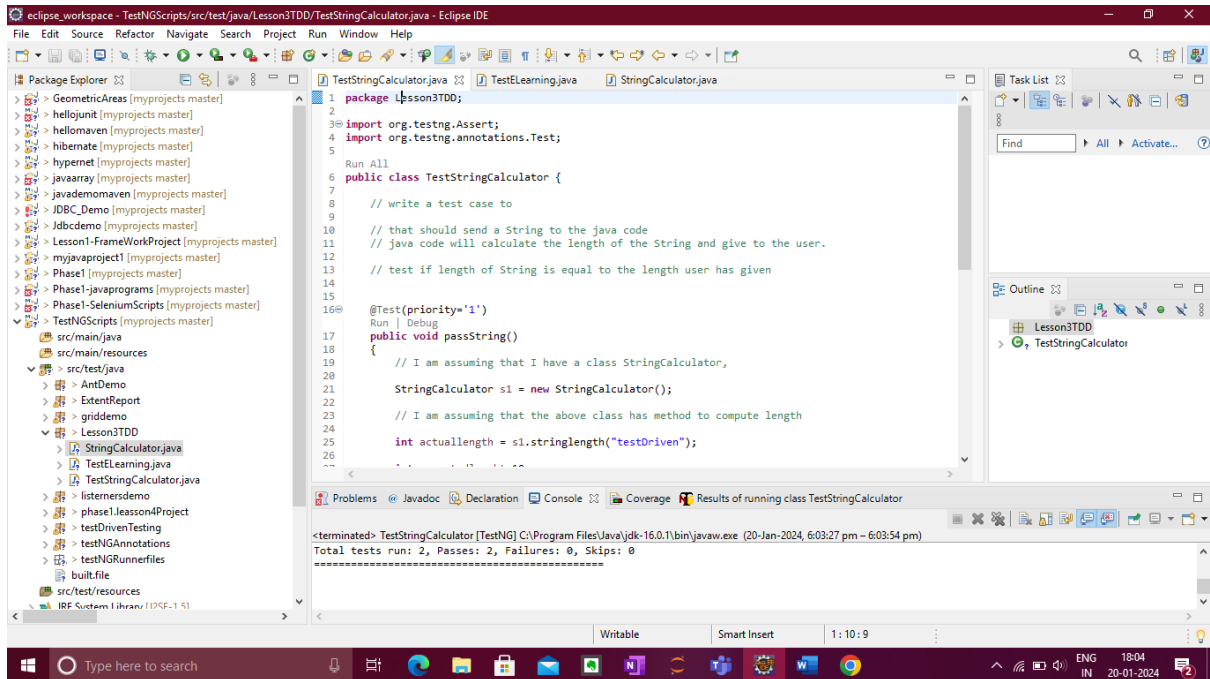 eclipse_workspace - TestNGScripts/src/test/java/Lesson3TDD/TestStringCalculator.java - Eclipse IDE
File Edit Source Refactor Navigate Search Project Run Window Help
Package Explorer
> GeometricAreas [myprojects master]
> hellojunit [myprojects master]
> hellomaven [myprojects master]
> hibernate [myprojects master]
> hypernet [myprojects master]
> javaarray [myprojects master]
> javademomaven [myprojects master]
> JDBC_Demo [myprojects master]
> Jdbcdemo [myprojects master]
> Lesson1-FrameWorkProject [myprojects master]
> myjavaproject1 [myprojects master]
> Phase1 [myprojects master]
> Phase1-javaprograms [myprojects master]
> Phase1-SeleniumScripts [myprojects master]
> TestNGScripts [myprojects master]
src/main/java
src/main/resources
> src/test/java
> AntDemo
> ExtentReport
> griddemo
> Lesson3TDD
StringCalculator.java
TestELearning.java
TestStringCalculator.java
> listernersdemo
> phase1.leasson4Project
> testDrivenTesting
> testNGAnnotations
> testNGRunnerfiles
built.file
src/test/resources
JRE System Library [J2SE-1.5]
TestStringCalculator.java TestELearning.java StringCalculator.java
1 package Lesson3TDD;
2
3 import org.testng.Assert;
4 import org.testng.annotations.Test;
5
Run All
6 public class TestStringCalculator {
7
8 // write a test case to
9
10 // that should send a String to the java code
11 // java code will calculate the length of the String and give to the user.
12
13 // test if length of String is equal to the length user has given
14
15
16 @Test(priority='1')
Run | Debug
17 public void passString()
18 {
19 // I am assuming that I have a class StringCalculator,
20
21 StringCalculator s1 = new StringCalculator();
22
23 // I am assuming that the above class has method to compute length
24
25 int actuallength = s1.stringlength("testDriven");
26
Task List
Find All Activate...
Outline
Lesson3TDD
TestStringCalculator
Problems Javadoc Declaration Console Coverage Results of running class TestStringCalculator
<terminated> TestStringCalculator [TestNG] C:\Program Files\Java\jdk-16.0.1\bin\javaw.exe (20-Jan-2024, 6:03:27 pm – 6:03:54 pm)
Total tests run: 2, Passes: 2, Failures: 0, Skips: 0
===============================================
Writable Smart Insert 1 : 10 : 9
Type here to search
ENG
IN
18:04
20-01-2024
2